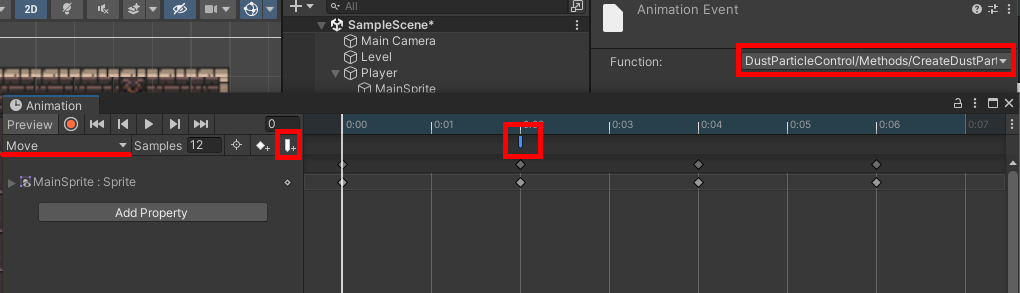 2D
All
SampleScene*
Main Camera
Level
Player
MainSprite
Animation Event
Function:
DustParticleControl/Methods/CreateDustPart
Animation
Preview
0
0:00
0:01
0:02
0:03
0:04
0:05
0:06
0:07
Move
Samples
12
MainSprite : Sprite
Add Property